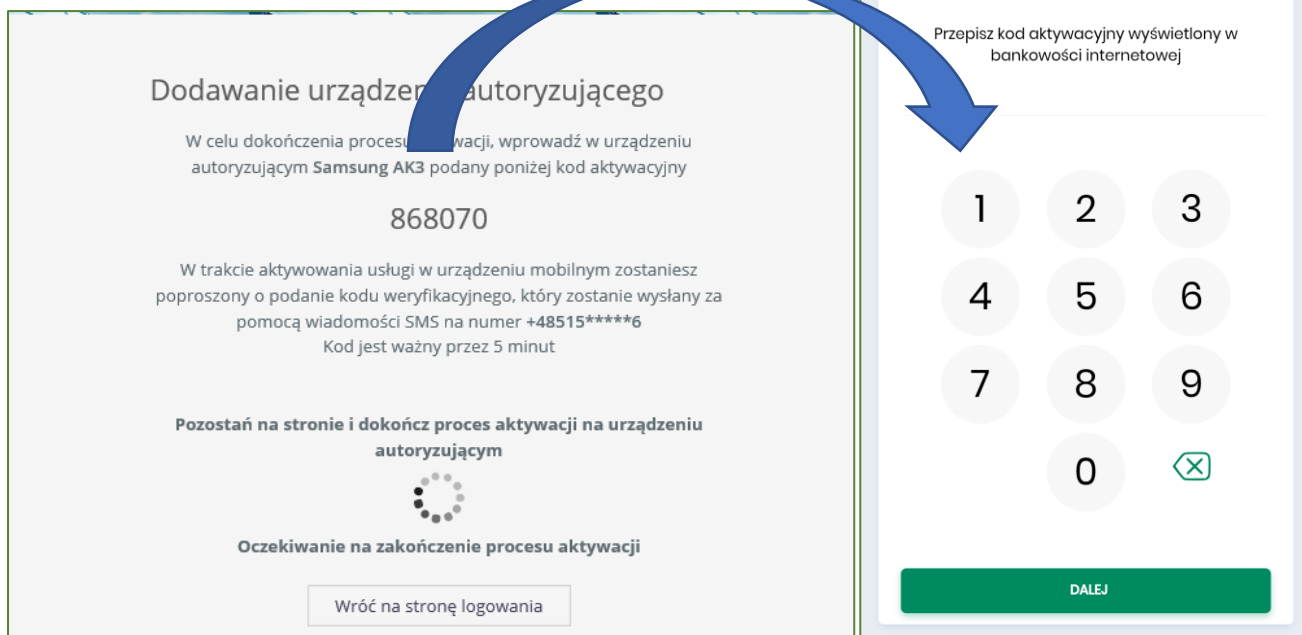 Dodawanie urządzen autoryzującego
W celu dokończenia procesu wacji, wprowadź w urządzeniu
autoryzującym Samsung AK3 podany poniżej kod aktywacyjny
868070
W trakcie aktywowania usługi w urządzeniu mobilnym zostaniesz
poproszony o podanie kodu weryfikacyjnego, który zostanie wysłany za
pomocą wiadomości SMS na numer +48515*****6
Kod jest ważny przez 5 minut
Pozostań na stronie i dokończ proces aktywacji na urządzeniu
autoryzującym
Oczekiwanie na zakończenie procesu aktywacji
Wróć na stronę logowania
Przepisz kod aktywacyjny wyświetlony w
bankowości internetowej
1 2 3
4 5 6
7 8 9
0
DALEJ